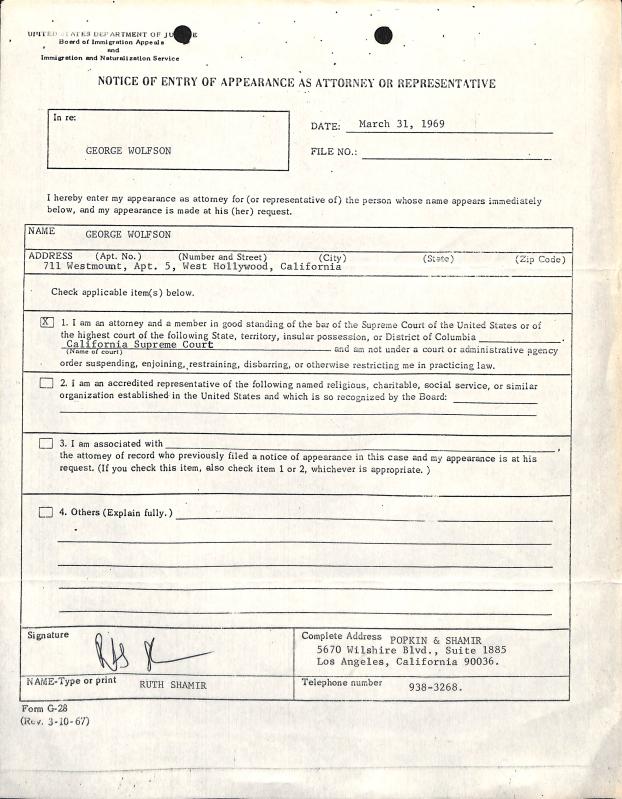 UNITED STATES DEPARTMENT OF JUSTICE
Board of Immigration Appeals
and
Immigration and Naturalization Service
NOTICE OF ENTRY OF APPEARANCE AS ATTORNEY OR REPRESENTATIVE
In re:
GEORGE WOLFSON
DATE: March 31, 1969
FILE NO.:
I hereby enter my appearance as attorney for (or representative of) the person whose name appears immediately
below, and my appearance is made at his (her) request.
NAME GEORGE WOLFSON
ADDRESS (Apt. No.) (Number and Street) (City) (State) (Zip Code)
711 Westmount, Apt. 5, West Hollywood, California
Check applicable item(s) below.
X 1. I am an attorney and a member in good standing of the bar of the Supreme Court of the United States or of
the highest court of the following State, territory, insular possession, or District of Columbia
California Supreme Court
(Name of court) and am not under a court or administrative agency
order suspending, enjoining, restraining, disbarring, or otherwise restricting me in practicing law.
2. I am an accredited representative of the following named religious, charitable, social service, or similar
organization established in the United States and which is so recognized by the Board:
3. I am associated with ,
the attorney of record who previously filed a notice of appearance in this case and my appearance is at his
request. (If you check this item, also check item 1 or 2, whichever is appropriate. )
4. Others (Explain fully.)
Signature
NAME-Type or print RUTH SHAMIR
Complete Address POPKIN & SHAMIR
5670 Wilshire Blvd., Suite 1885
Los Angeles, California 90036.
Telephone number 938-3268.
Form G-28
(Rev. 3-10-67)